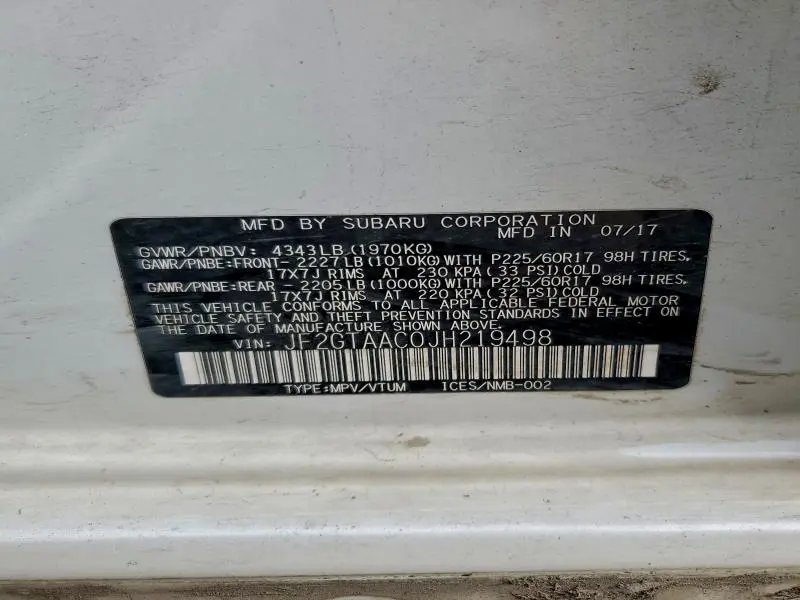 MFD BY SUBARU CORPORATION MFD IN 07/17
GVWR/PNBV: 4343LB.(1970KG)
GAWR/PNBE:FRONT- 2227LB(1010KG)WITH P225/60R17 98H TIRES,
17X7J RIMS AT 230 KPA(33 PSI)COLD
GAWR/PNBE:REAR - 2205LB(1000KG)WITH P225/60R17 98H TIRES,
17X7J RIMS AT 220 KPA(32 PSI)COLD
THIS VEHICLE CONFORMS TO ALL APPLICABLE FEDERAL MOTOR
VEHICLE SAFETY AND THEFT PREVENTION STANDARDS IN EFFECT ON
THE DATE OF MANUFACTURE SHOWN ABOVE.
VIN: JF2GTAAC0JH219498
TYPE:MPV/VTUM ICES/NMB-002